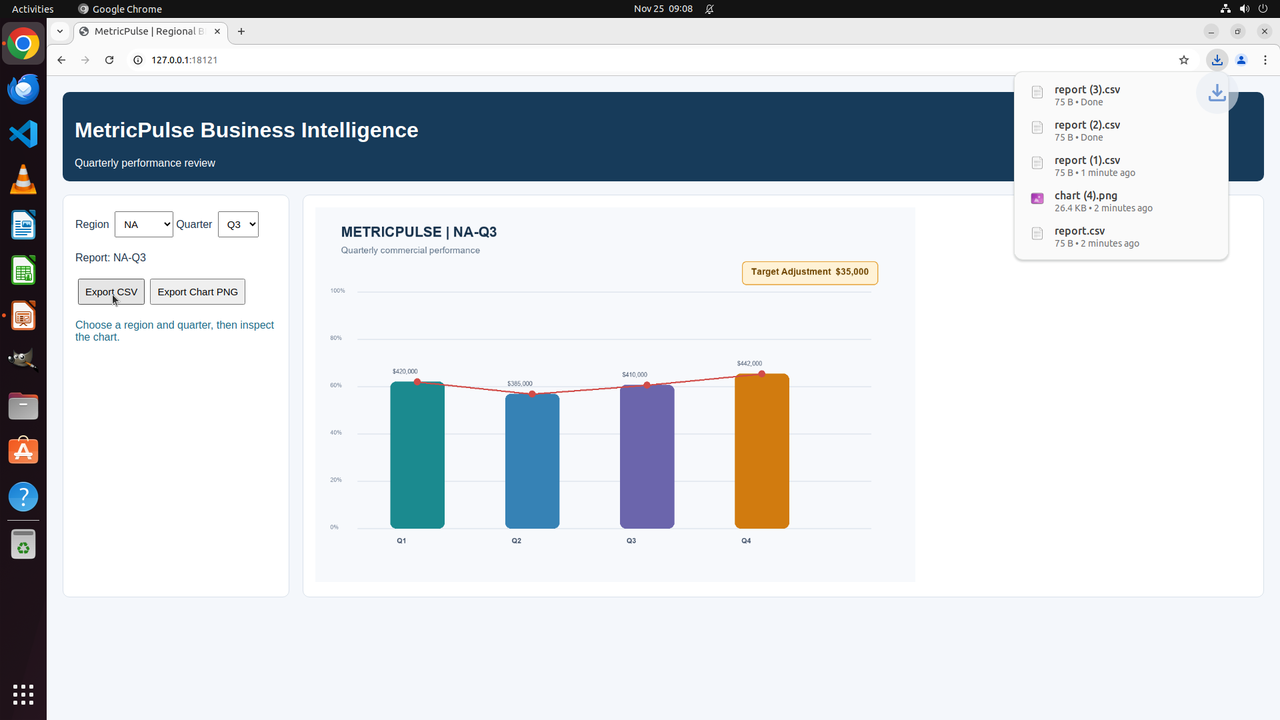 Activities
Google Chrome
Nov 25 09:08
MetricPulse | Regional B
127.0.0.1:18121
MetricPulse Business Intelligence
Quarterly performance review
report (3).csv
75 B • Done
report (2).csv
75 B • Done
report (1).csv
75 B • 1 minute ago
chart (4).png
26.4 KB • 2 minutes ago
report.csv
75 B • 2 minutes ago
Region NA Quarter Q3
Report: NA-Q3
Export CSV Export Chart PNG
Choose a region and quarter, then inspect
the chart.
METRICPULSE | NA-Q3
Quarterly commercial performance
Target Adjustment $35,000
100%
80%
60%
40%
20%
0%
$420,000
$385,000
$410,000
$442,000
Q1
Q2
Q3
Q4